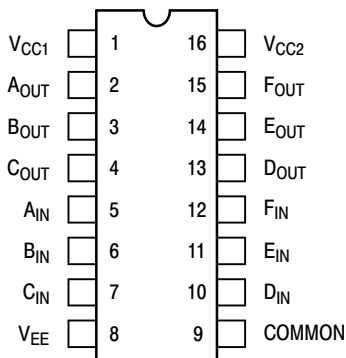 VCC1 1 16 VCC2
AOUT 2 15 FOUT
BOUT 3 14 EOUT
COUT 4 13 DOUT
AIN 5 12 FIN
BIN 6 11 EIN
CIN 7 10 DIN
VEE 8 9 COMMON